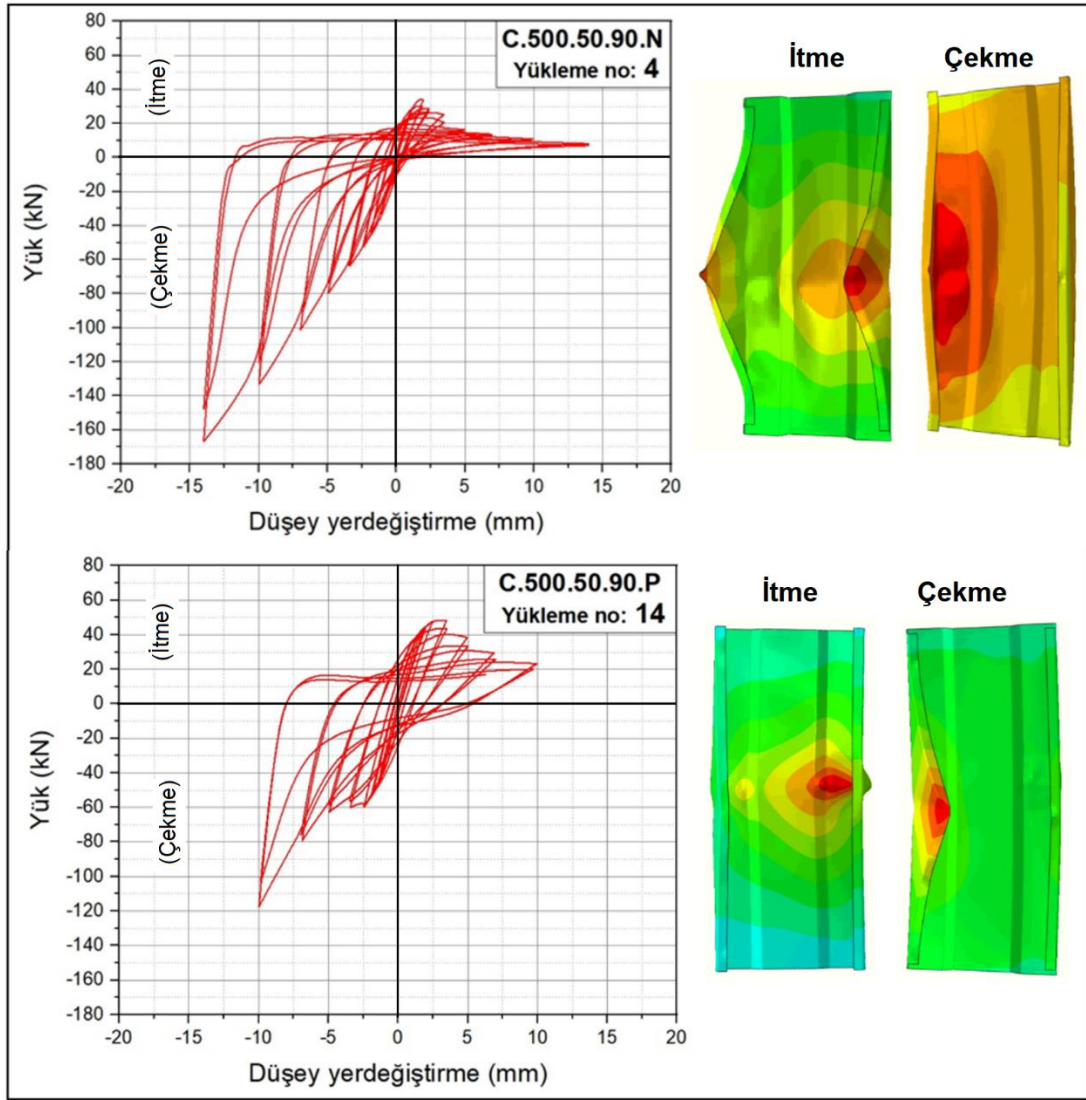 C.500.50.90.N
Yükleme no: 4
80
60
40
20
0
-20
-40
-60
-80
-100
-120
-140
-160
-180
Yük (kN)
(İtme)
(Çekme)
-20 -15 -10 -5 0 5 10 15 20
Düşey yerdeğiştirme (mm)
İtme Çekme
C.500.50.90.P
Yükleme no: 14
80
60
40
20
0
-20
-40
-60
-80
-100
-120
-140
-160
-180
Yük (kN)
(İtme)
(Çekme)
-20 -15 -10 -5 0 5 10 15 20
Düşey yerdeğiştirme (mm)
İtme Çekme